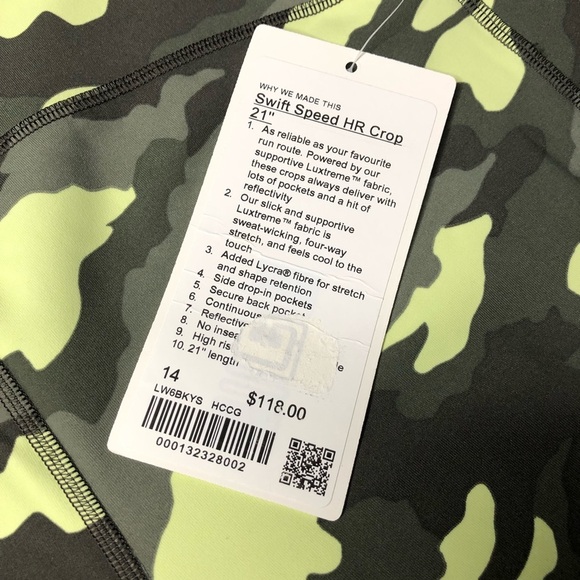 WHY WE MADE THIS
Swift Speed HR Crop
21"
1. As reliable as your favourite
run route. Powered by our
supportive Luxtreme™ fabric,
these crops always deliver with
lots of pockets and a hit of
reflectivity
2. Our slick and supportive
Luxtreme™ fabric is
sweat-wicking, four-way
stretch, and feels cool to the
touch
3. Added Lycra® fibre for stretch
and shape retention
4. Side drop-in pockets
5. Secure back pocket
6. Continuous
7. Reflective
8. No
9. High
10. 21" length
14
$118.00
LW6BKYS HCCG
000132328002